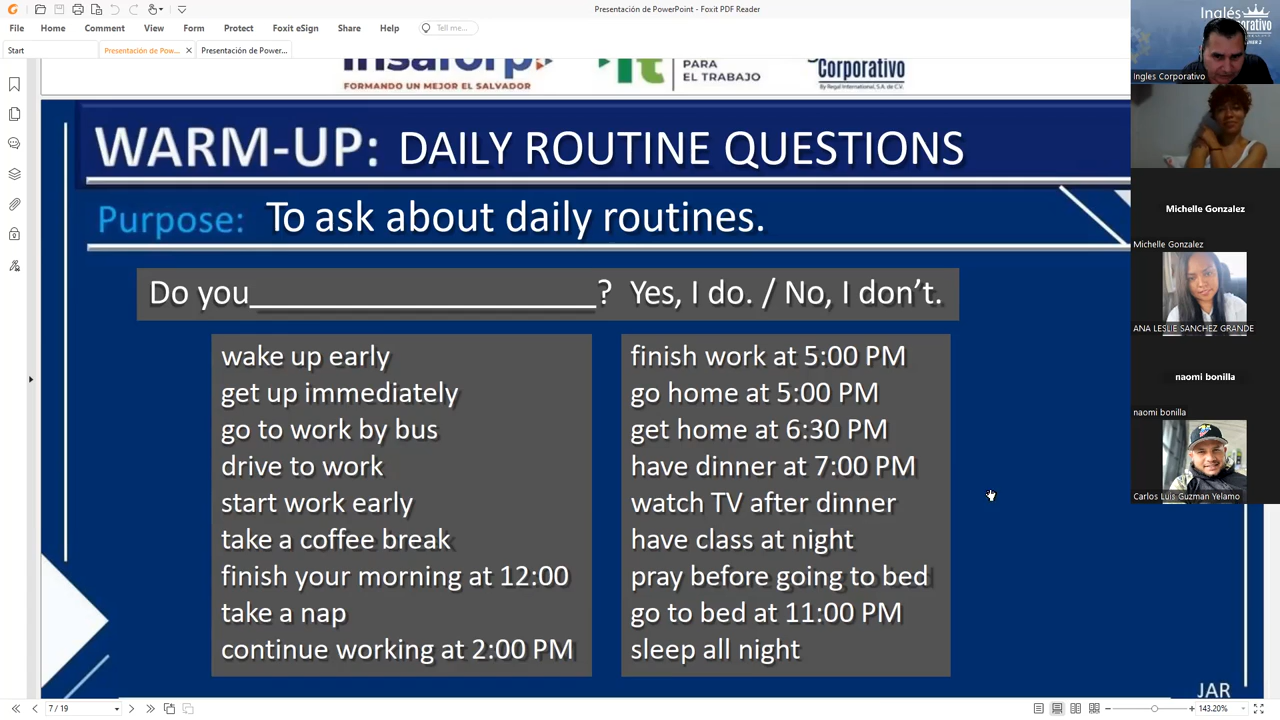 Presentación de PowerPoint - Foxit PDF Reader
File Home Comment View Form Protect Foxit eSign Share Help Tell me...
Start Presentación de Pow... Presentación de Power...
FORMANDO UN MEJOR EL SALVADOR
PARA
EL TRABAJO
Corporativo
By Regal International, S.A. de C.V.
WARM-UP: DAILY ROUTINE QUESTIONS
Purpose: To ask about daily routines.
Do you____________________? Yes, I do. / No, I don't.
wake up early
get up immediately
go to work by bus
drive to work
start work early
take a coffee break
finish your morning at 12:00
take a nap
continue working at 2:00 PM
finish work at 5:00 PM
go home at 5:00 PM
get home at 6:30 PM
have dinner at 7:00 PM
watch TV after dinner
have class at night
pray before going to bed
go to bed at 11:00 PM
sleep all night
JAR
Inglés
Ingles Corporativo
Michelle Gonzalez
Michelle Gonzalez
ANA LESLIE SANCHEZ GRANDE
naomi bonilla
naomi bonilla
Carlos Luis Guzman Yelamo
7 / 19
143.20%